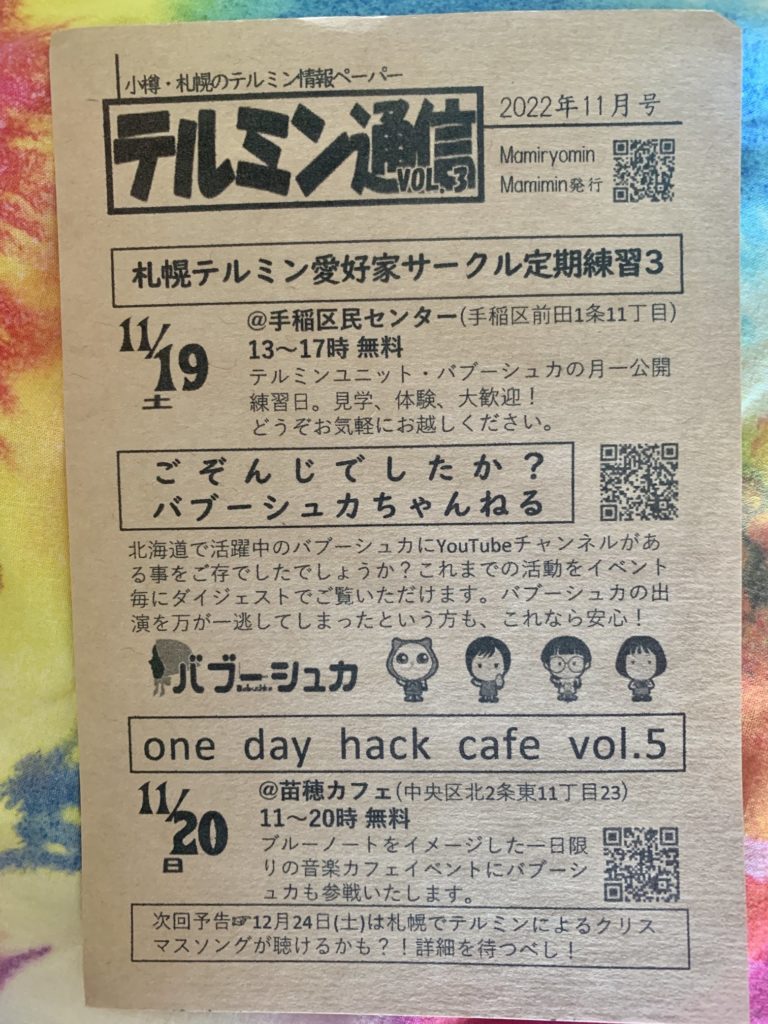 小樽・札幌のテルミン情報ペーパー
テルミン通信
VOL.3
2022年11月号
Mamiryomin
Mamimin発行
札幌テルミン愛好家サークル定期練習3
11/19
土
@手稲区民センター(手稲区前田1条11丁目)
13〜17時 無料
テルミンユニット・バブーシュカの月一公開
練習日。見学、体験、大歓迎！
どうぞお気軽にお越しください。
ごぞんじでしたか？
バブーシュカちゃんねる
北海道で活躍中のバブーシュカにYouTubeチャンネルがあ
る事をご存でしたでしょうか？これまでの活動をイベント
毎にダイジェストでご覧いただけます。バブーシュカの出
演を万が一逃してしまったという方も、これなら安心！
バブーシュカ
Babushka
one day hack cafe vol.5
11/20
日
@苗穂カフェ(中央区北2条東11丁目23)
11〜20時 無料
ブルーノートをイメージした一日限
りの音楽カフェイベントにバブーシ
ュカも参戦いたします。
次回予告☞12月24日(土)は札幌でテルミンによるクリス
マスソングが聴けるかも？！詳細を待つべし！